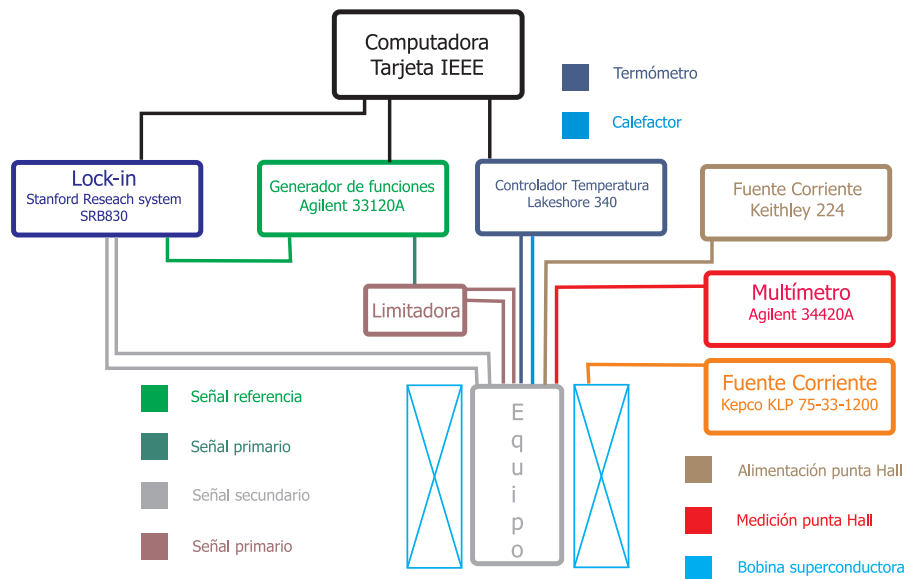 Computadora
Tarjeta IEEE
Termómetro
Calefactor
Lock-in
Stanford Reseach system
SRB830
Generador de funciones
Agilent 33120A
Controlador Temperatura
Lakeshore 340
Fuente Corriente
Keithley 224
Limitadora
Multímetro
Agilent 34420A
Fuente Corriente
Kepco KLP 75-33-1200
Equipo
Señal referencia
Señal primario
Señal secundario
Señal primario
Alimentación punta Hall
Medición punta Hall
Bobina superconductora